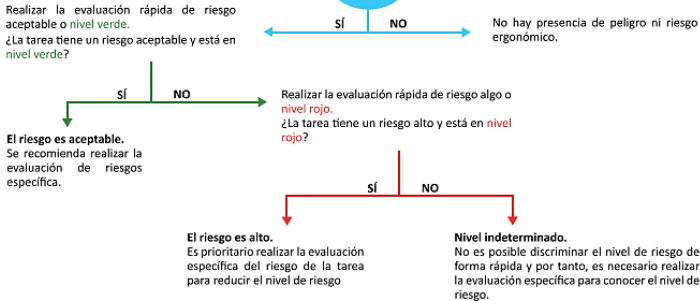 Realizar la evaluación rápida de riesgo
aceptable o nivel verde.
¿La tarea tiene un riesgo aceptable y está en
nivel verde?
SÍ
NO
No hay presencia de peligro ni riesgo
ergonómico.
SÍ
NO
El riesgo es aceptable.
Se recomienda realizar la
evaluación de riesgos
específica.
Realizar la evaluación rápida de riesgo algo o
nivel rojo.
¿La tarea tiene un riesgo alto y está en nivel
rojo?
SÍ
NO
El riesgo es alto.
Es prioritario realizar la evaluación
específica del riesgo de la tarea
para reducir el nivel de riesgo
Nivel indeterminado.
No es posible discriminar el nivel de riesgo de
forma rápida y por tanto, es necesario realizar
la evaluación específica para conocer el nivel de
riesgo.